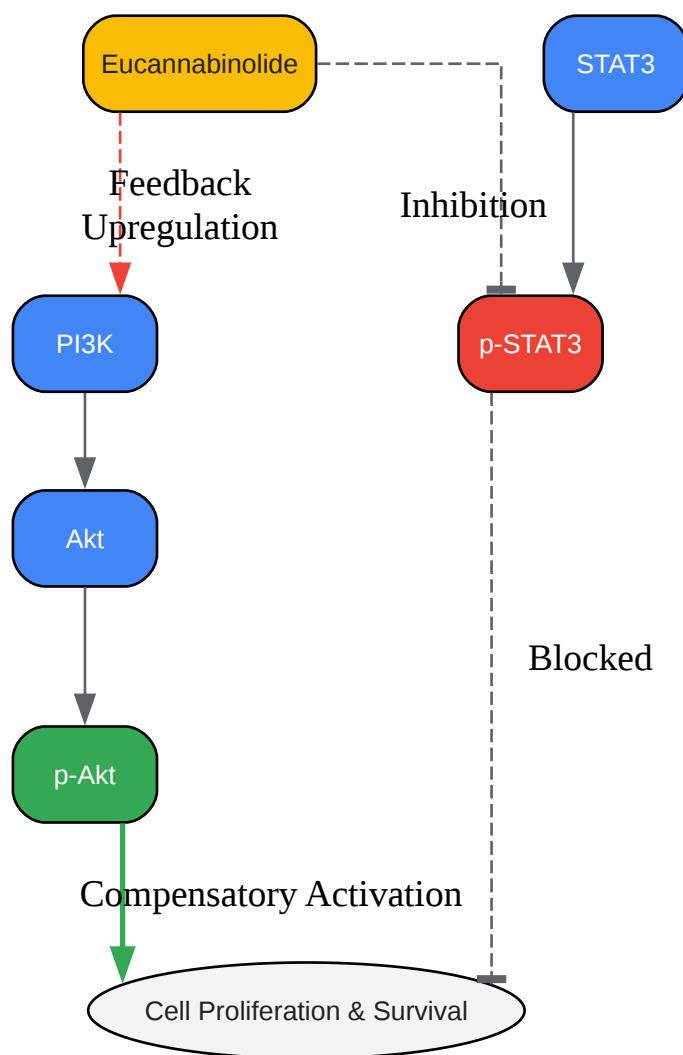 Eucannabinolide
STAT3
Feedback
Upregulation
Inhibition
PI3K
p-STAT3
Akt
Blocked
p-Akt
Compensatory Activation
Cell Proliferation & Survival